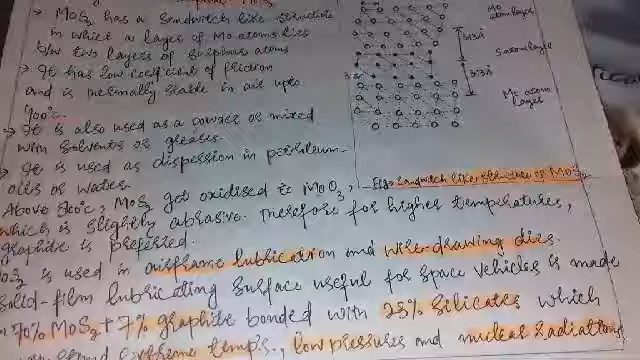 → MoS₂ has a sandwich like structure
in which a layer of Mo atoms lies
b/w two layers of sulphur atoms
→ It has low coefficient of friction
and is thermally stable in air upto
→ It is also used as a powder or mixed
with solvents or greases.
→ It is used as dispession in petroleum
oils or water.
Above 400°c, MoS₂ get oxidised to MoO₃,
which is slightly abrasive. Therefore for higher temperatures,
graphite is preferred.
is used in airframe lubrication and wire-drawing dies.
Solid-film lubricating surface useful for space vehicles is made
70% MoS₂ + 7% graphite bonded with 23% silicates which
extreme temps., low pressures and nuclear radiations
Mo
atom layer
3.13Å
S atom layer
3.13Å
Mo atom
layer
Sandwich like structure of MoS₂